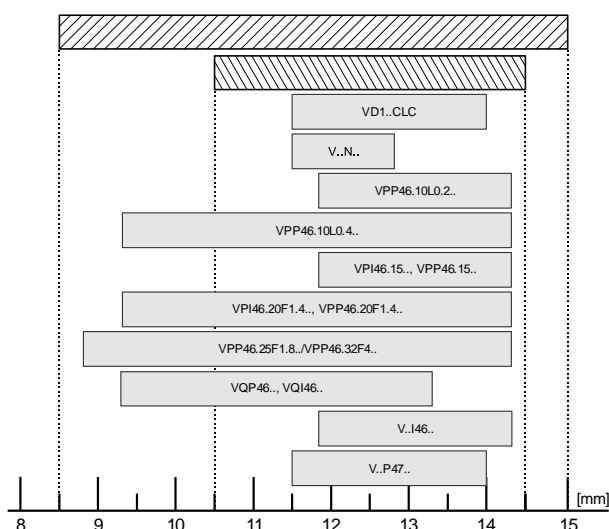 VD1..CLC
V..N..
VPP46.10L0.2..
VPP46.10L0.4..
VPI46.15.., VPP46.15..
VPI46.20F1.4.., VPP46.20F1.4..
VPP46.25F1.8../VPP46.32F4..
VQP46.., VQI46..
V..I46..
V..P47..
[mm]
8 9 10 11 12 13 14 15